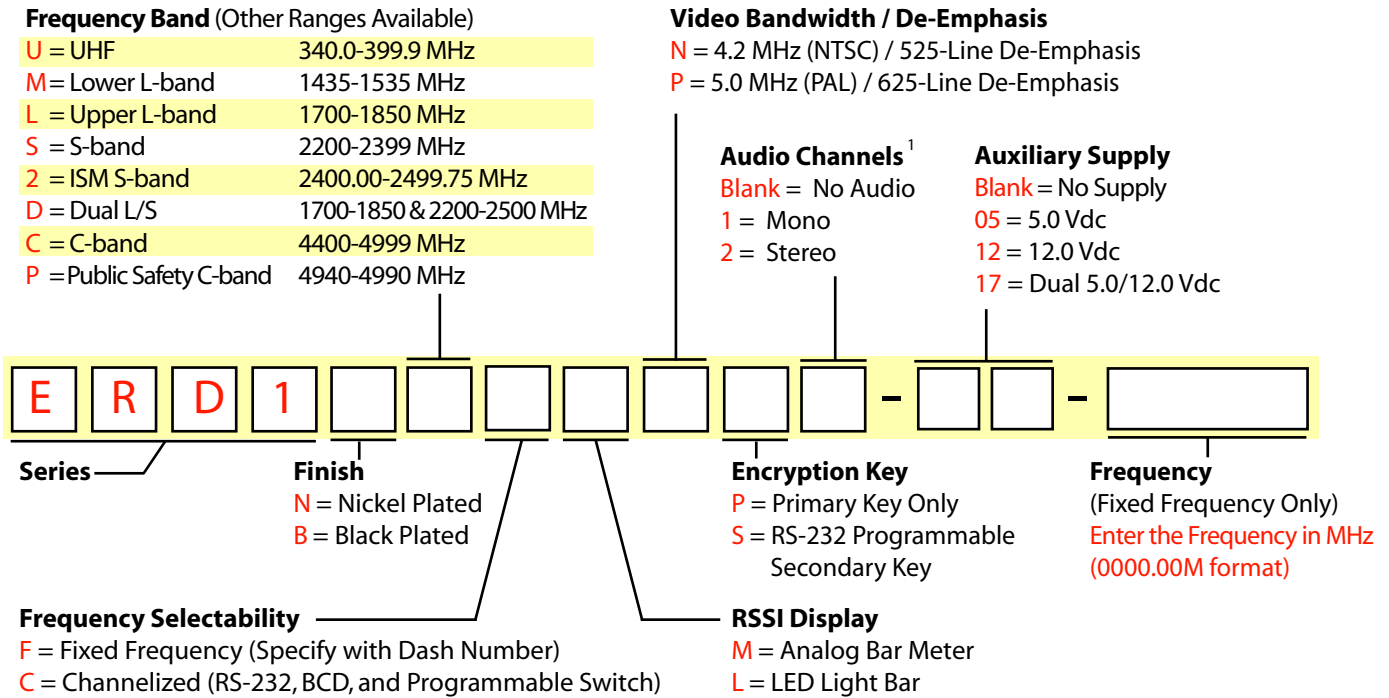 Frequency Band (Other Ranges Available)
U = UHF 340.0-399.9 MHz
M = Lower L-band 1435-1535 MHz
L = Upper L-band 1700-1850 MHz
S = S-band 2200-2399 MHz
2 = ISM S-band 2400.00-2499.75 MHz
D = Dual L/S 1700-1850 & 2200-2500 MHz
C = C-band 4400-4999 MHz
P = Public Safety C-band 4940-4990 MHz
Video Bandwidth / De-Emphasis
N = 4.2 MHz (NTSC) / 525-Line De-Emphasis
P = 5.0 MHz (PAL) / 625-Line De-Emphasis
Audio Channels 1
Blank = No Audio
1 = Mono
2 = Stereo
Auxiliary Supply
Blank = No Supply
05 = 5.0 Vdc
12 = 12.0 Vdc
17 = Dual 5.0/12.0 Vdc
E R D 1 - -
Series
Finish
N = Nickel Plated
B = Black Plated
Encryption Key
P = Primary Key Only
S = RS-232 Programmable
Secondary Key
Frequency
(Fixed Frequency Only)
Enter the Frequency in MHz
(0000.00M format)
Frequency Selectability
F = Fixed Frequency (Specify with Dash Number)
C = Channelized (RS-232, BCD, and Programmable Switch)
RSSI Display
M = Analog Bar Meter
L = LED Light Bar